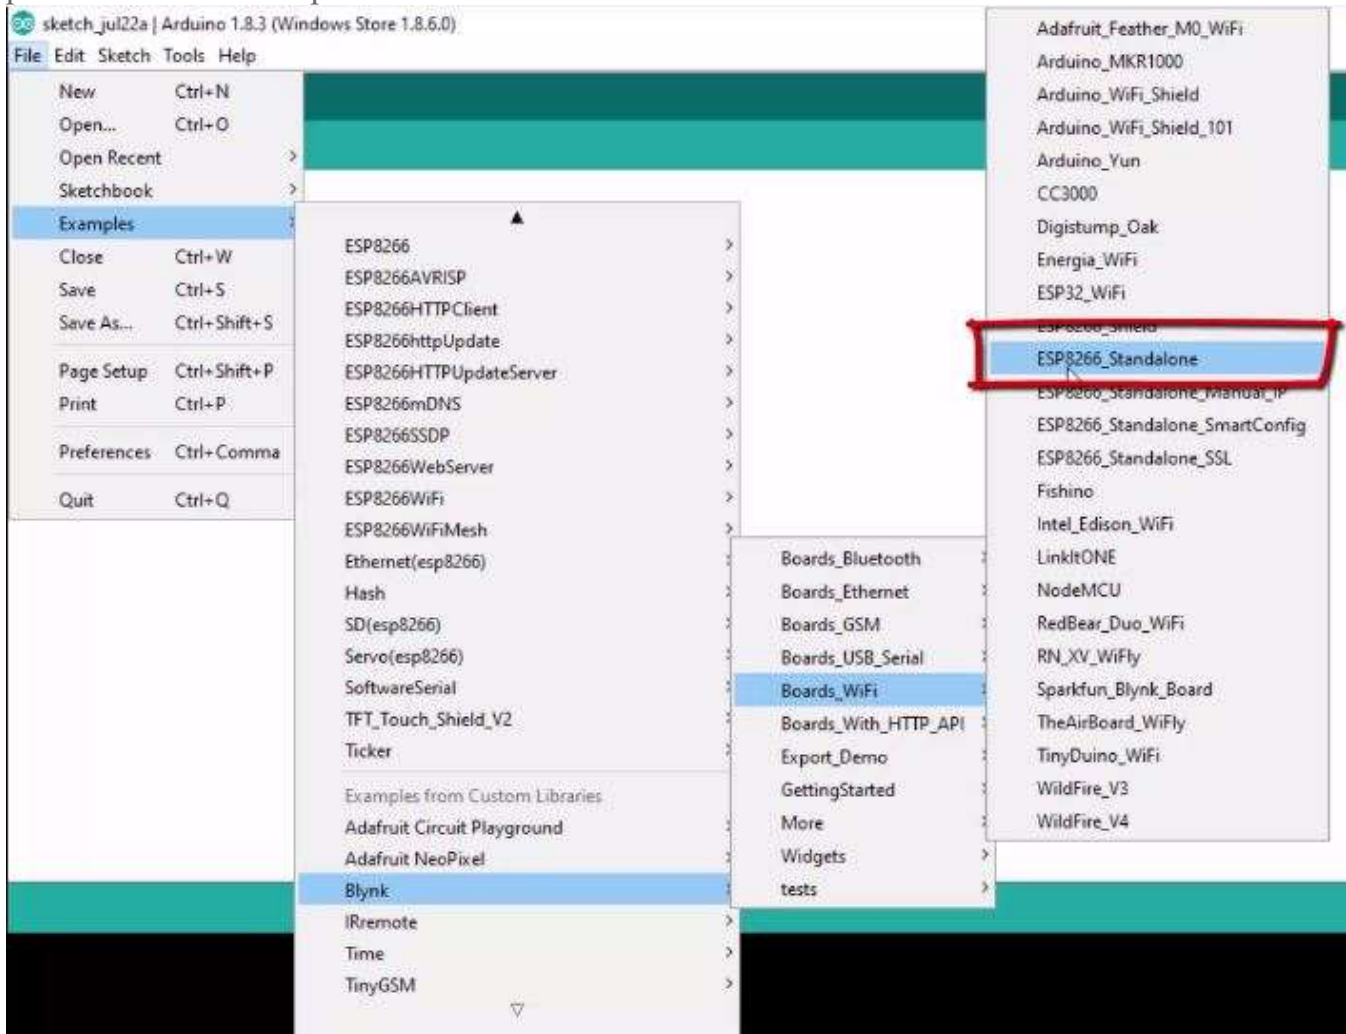 sketch_jul22a | Arduino 1.8.3 (Windows Store 1.8.6.0)
File Edit Sketch Tools Help
New Ctrl+N
Open... Ctrl+O
Open Recent
Sketchbook
Examples
Close Ctrl+W
Save Ctrl+S
Save As... Ctrl+Shift+S
Page Setup Ctrl+Shift+P
Print Ctrl+P
Preferences Ctrl+Comma
Quit Ctrl+Q
ESP8266
ESP8266AVRISP
ESP8266HTTPClient
ESP8266httpUpdate
ESP8266HTTPUpdateServer
ESP8266mDNS
ESP8266SSDP
ESP8266WebServer
ESP8266WiFi
ESP8266WiFiMesh
Ethernet(esp8266)
Hash
SD(esp8266)
Servo(esp8266)
SoftwareSerial
TFT_Touch_Shield_V2
Ticker
Examples from Custom Libraries
Adafruit Circuit Playground
Adafruit NeoPixel
Blynk
IRremote
Time
TinyGSM
Boards_Bluetooth
Boards_Ethernet
Boards_GSM
Boards_USB_Serial
Boards_WiFi
Boards_With_HTTP_API
Export_Demo
GettingStarted
More
Widgets
tests
Adafruit_Feather_M0_WiFi
Arduino_MKR1000
Arduino_WiFi_Shield
Arduino_WiFi_Shield_101
Arduino_Yun
CC3000
Digistump_Oak
Energia_WiFi
ESP32_WiFi
ESP8266_Shield
ESP8266_Standalone
ESP8266_Standalone_Manual_IP
ESP8266_Standalone_SmartConfig
ESP8266_Standalone_SSL
Fishino
Intel_Edison_WiFi
LinkItONE
NodeMCU
RedBear_Duo_WiFi
RN_XV_WiFly
Sparkfun_Blynk_Board
TheAirBoard_WiFly
TinyDuino_WiFi
WildFire_V3
WildFire_V4